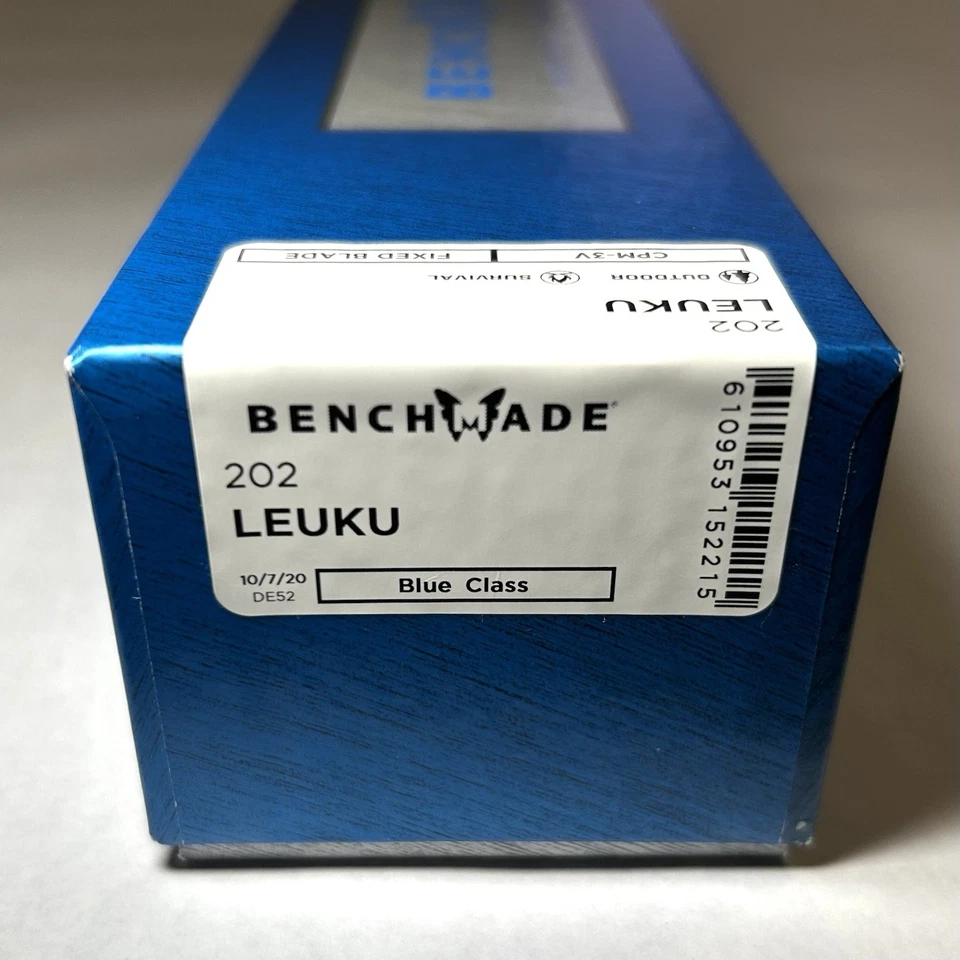 BENCHMADE
CPM-3V FIXED BLADE
OUTDOOR SURVIVAL
LEUKU
202
BENCHMADE®
202
LEUKU
10/7/20
DE52
Blue Class
610953 152215